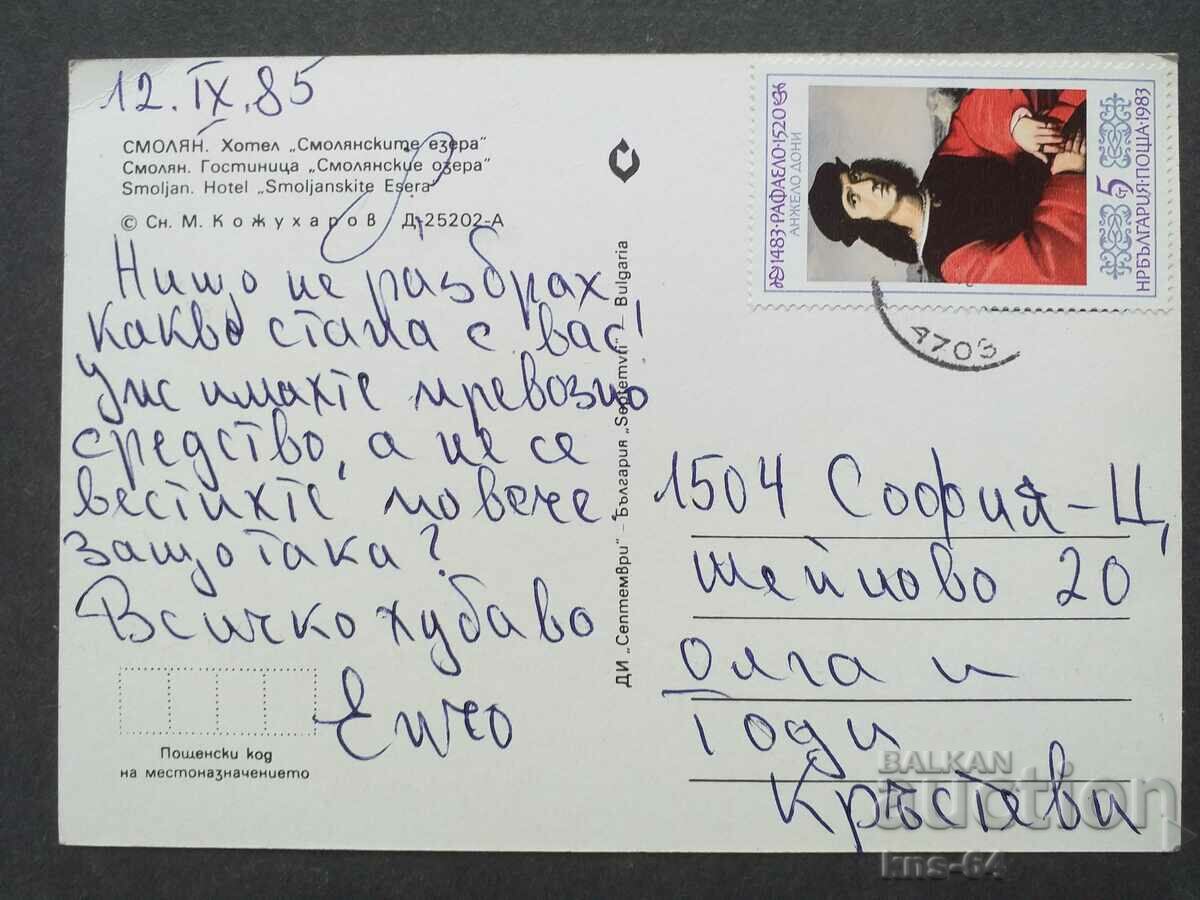 12.IX.85
СМОЛЯН. Хотел „Смолянските езера"
Смолян. Гостиница „Смолянские озера"
Smoljan. Hotel „Smoljanskite Esera"
© Сн. М. Кожухаров Д-25202-А
Нищо не разбрах
какво стана с вас!
Уж имахте превозно
средство, а не се
вестихте повече
защо така?
Всичко хубаво
Енчо
Пощенски код
на местоназначението
ДИ „Септември" – България „Septemvri" – Bulgaria
1483·РАФАЕЛО·1520
АНЖЕЛО ДОНИ
5 СТ
НРБЪЛГАРИЯ·ПОЩА·1983
4703
1504 София-Ц,
Шейново 20
Олга и
Годи
Кръстеви
BALKAN
auction
kns-64